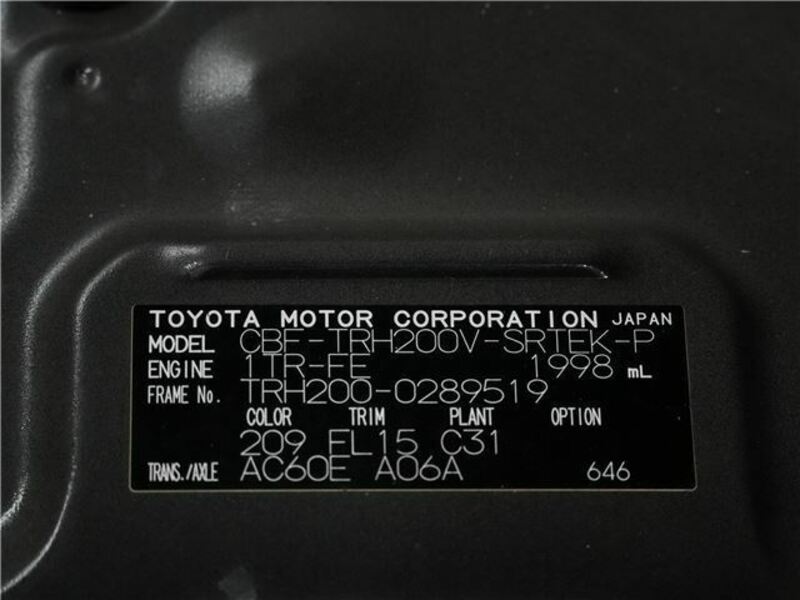 TOYOTA MOTOR CORPORATION JAPAN
MODEL CBF-TRH200V-SRTEK-P
ENGINE 1TR-FE 1998 mL
FRAME No. TRH200-0289519
COLOR TRIM PLANT OPTION
209 FL15 C31
TRANS./AXLE AC60E A06A 646